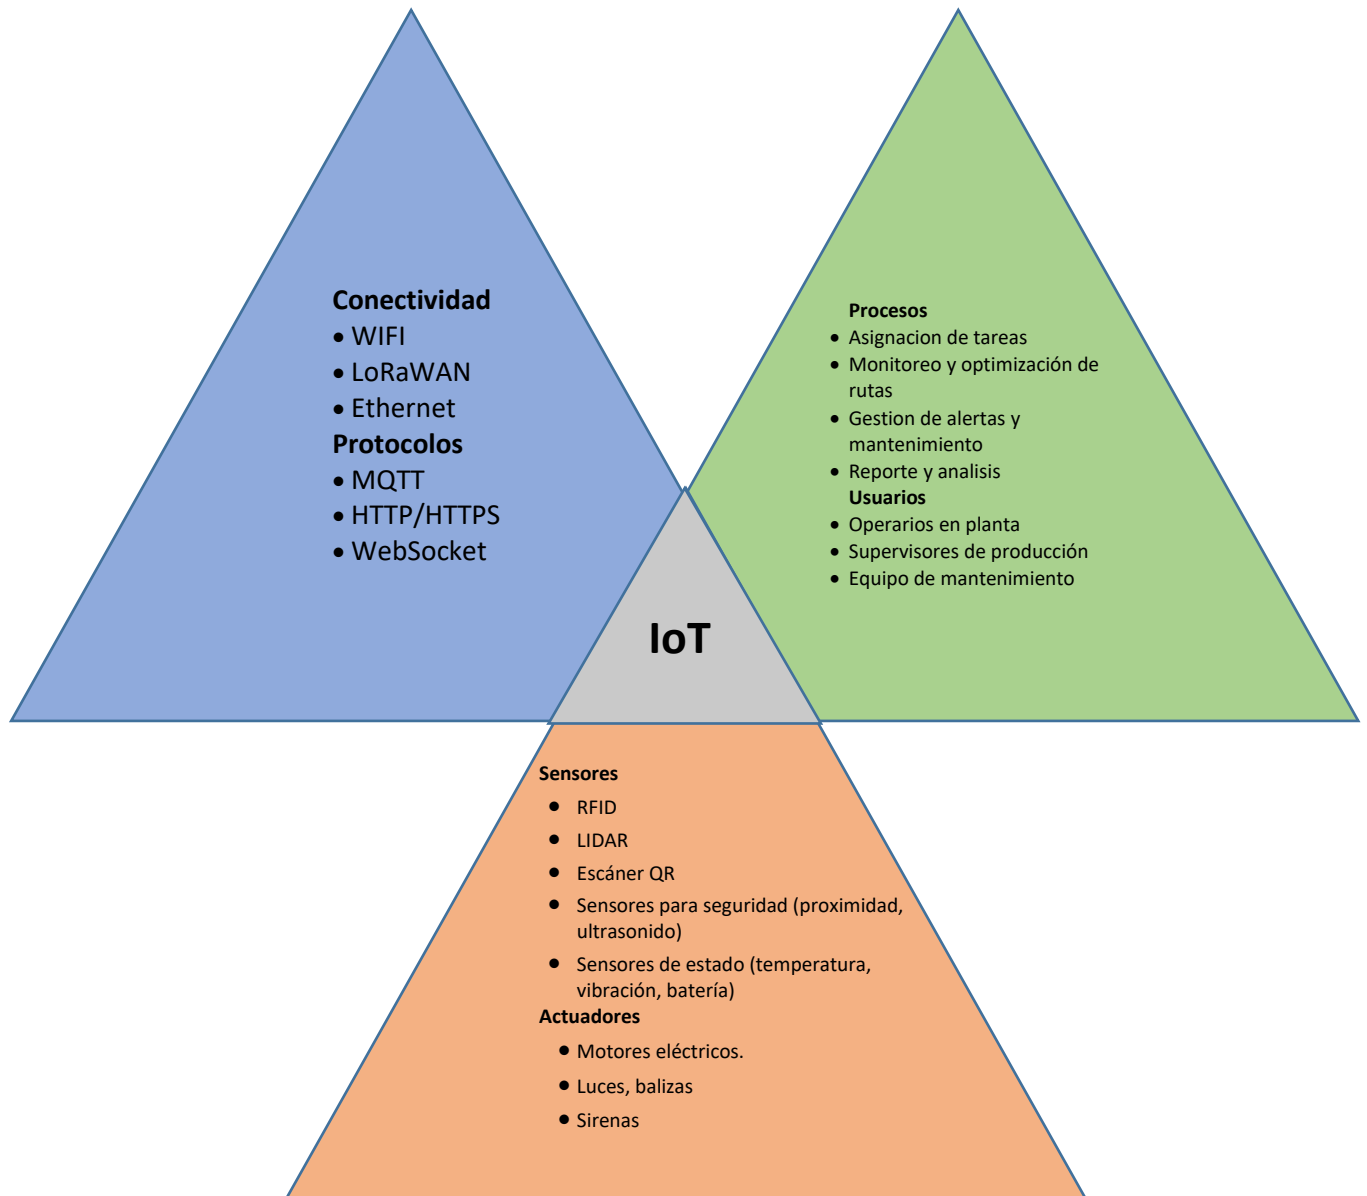 Conectividad
• WIFI
• LoRaWAN
• Ethernet
Protocolos
• MQTT
• HTTP/HTTPS
• WebSocket
Procesos
• Asignacion de tareas
• Monitoreo y optimización de
rutas
• Gestion de alertas y
mantenimiento
• Reporte y analisis
Usuarios
• Operarios en planta
• Supervisores de producción
• Equipo de mantenimiento
IoT
Sensores
• RFID
• LIDAR
• Escáner QR
• Sensores para seguridad (proximidad,
ultrasonido)
• Sensores de estado (temperatura,
vibración, batería)
Actuadores
• Motores eléctricos.
• Luces, balizas
• Sirenas